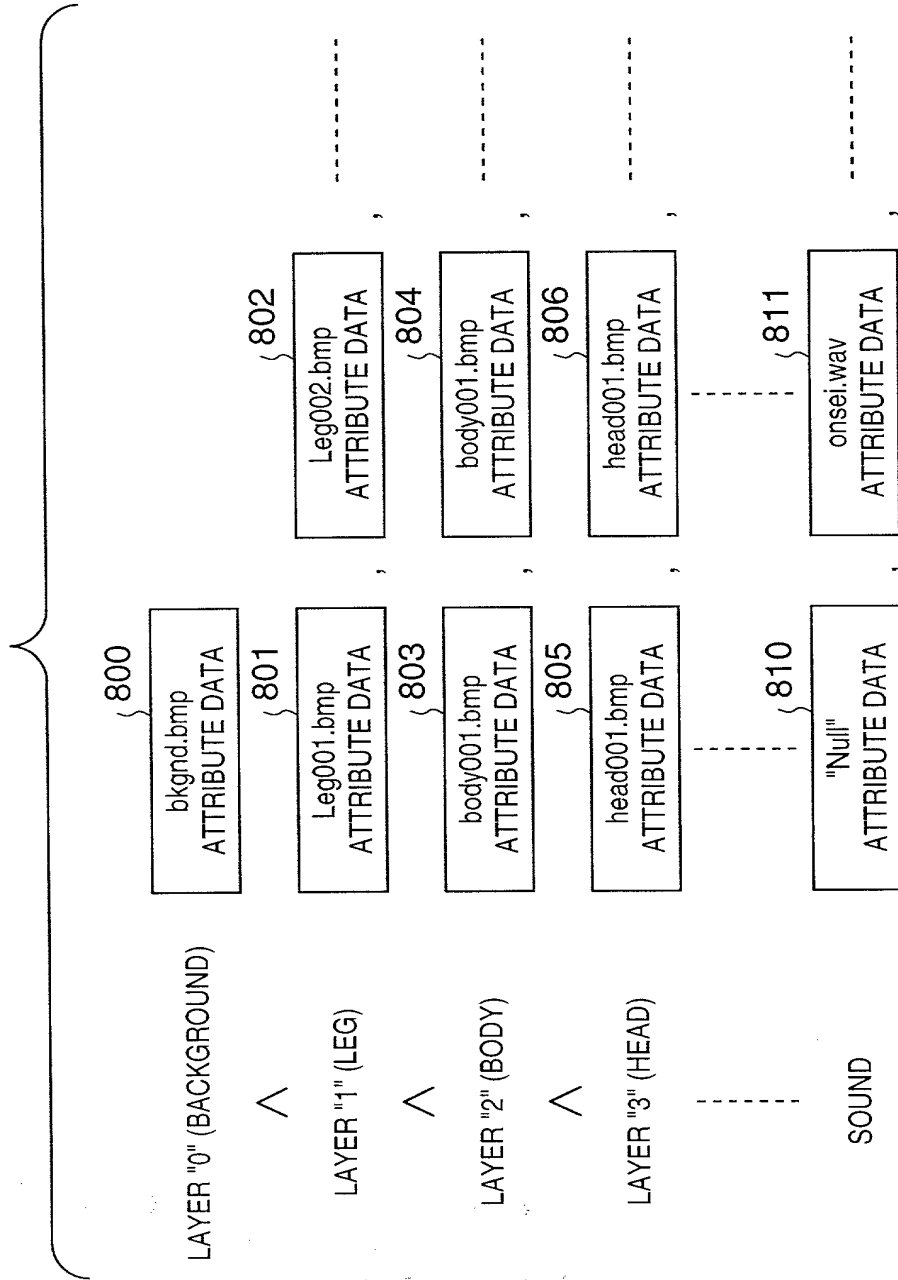 LAYER "0" (BACKGROUND)
800
bkgnd.bmp
ATTRIBUTE DATA
<
LAYER "1" (LEG)
801
Leg001.bmp
ATTRIBUTE DATA
,
802
Leg002.bmp
ATTRIBUTE DATA
,
<
LAYER "2" (BODY)
803
body001.bmp
ATTRIBUTE DATA
,
804
body001.bmp
ATTRIBUTE DATA
,
<
LAYER "3" (HEAD)
805
head001.bmp
ATTRIBUTE DATA
,
806
head001.bmp
ATTRIBUTE DATA
,
SOUND
810
"Null"
ATTRIBUTE DATA
,
811
onsei.wav
ATTRIBUTE DATA
,